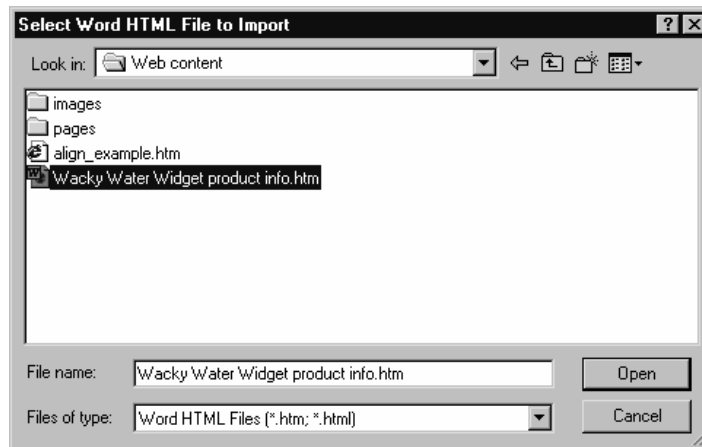 Select Word HTML File to Import
Look in: Web content
images
pages
align_example.htm
Wacky Water Widget product info.htm
File name: Wacky Water Widget product info.htm Open
Files of type: Word HTML Files (*.htm; *.html) Cancel